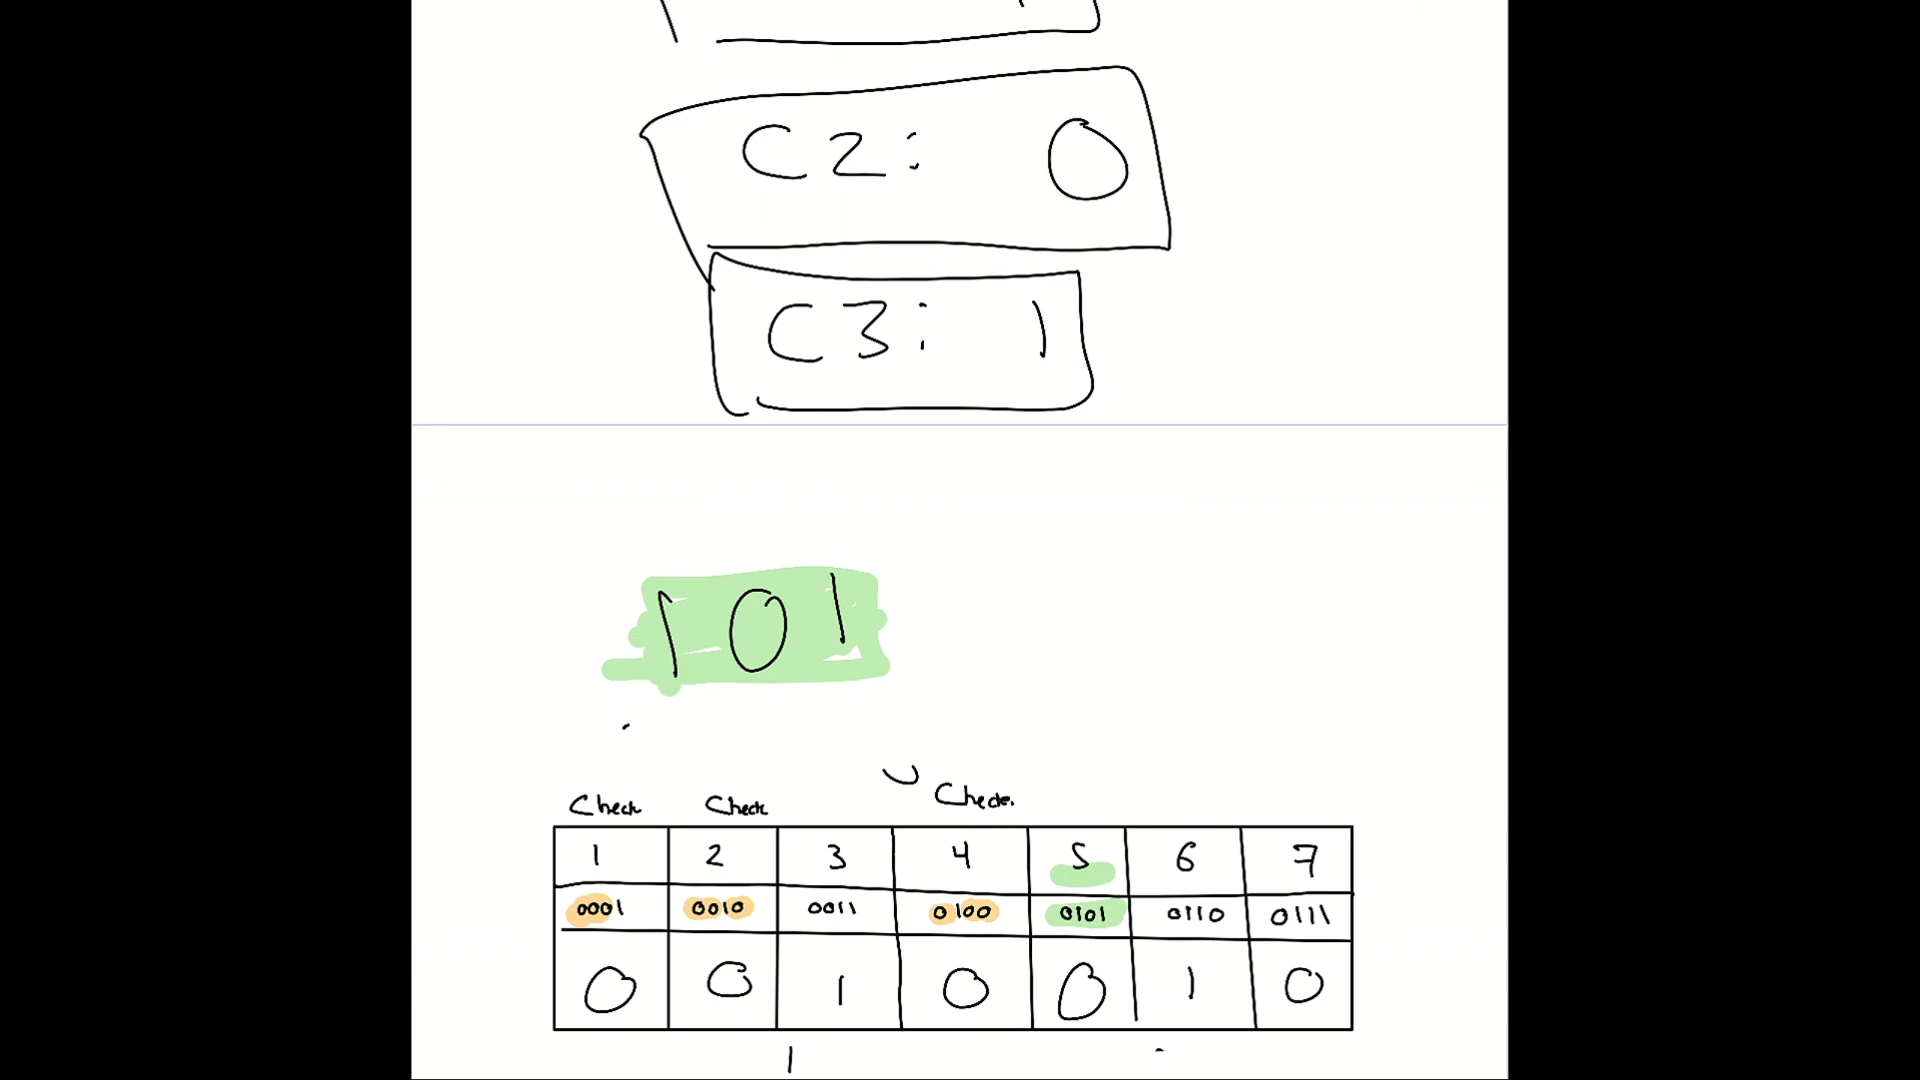 C2: 0
C3: 1
101
Check Check Check.
1 2 3 4 5 6 7
0001 0010 0011 0100 0101 0110 0111
0 0 1 0 0 1 0